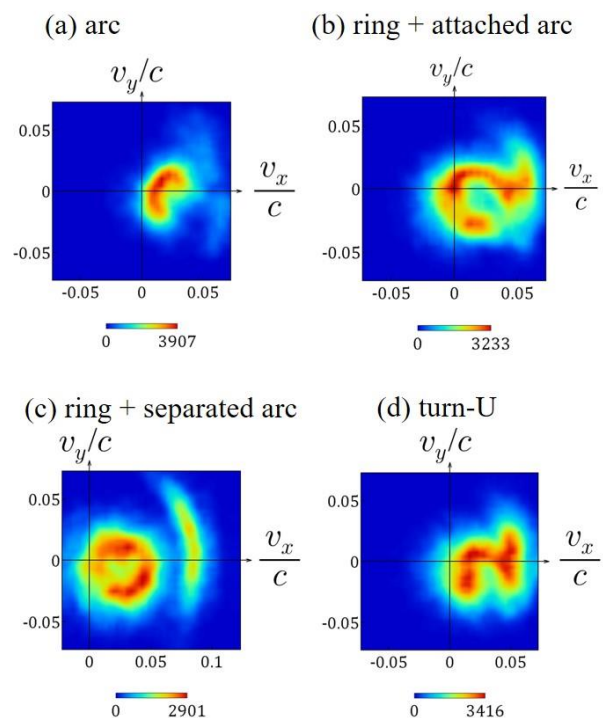 (a) arc
v_y/c
0.05
0
-0.05
-0.05 0 0.05
v_x
c
0 3907
(b) ring + attached arc
v_y/c
0.05
0
-0.05
-0.05 0 0.05
v_x
c
0 3233
(c) ring + separated arc
v_y/c
0.05
0
-0.05
0 0.05 0.1
v_x
c
0 2901
(d) turn-U
v_y/c
0.05
0
-0.05
-0.05 0 0.05
v_x
c
0 3416